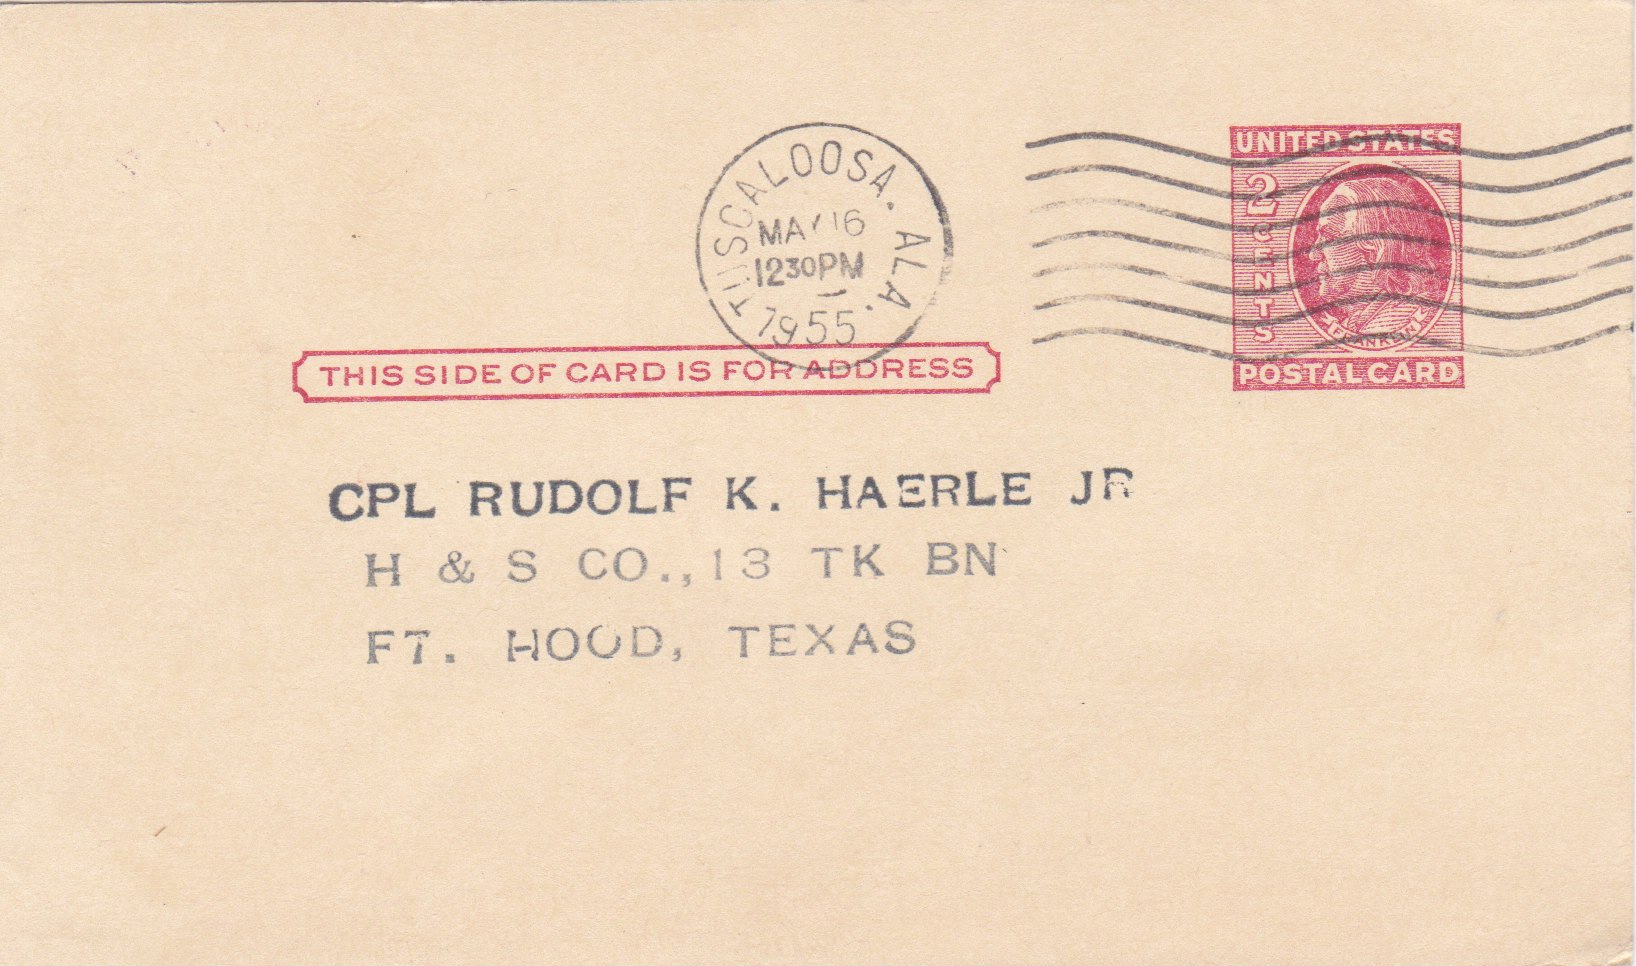 TUSCALOOSA. ALA.
MAY 16
12 30 PM
1955
UNITED STATES
2 CENTS
FRANKLIN
POSTAL CARD
THIS SIDE OF CARD IS FOR ADDRESS
CPL RUDOLF K. HAERLE JR
H & S CO., 13 TK BN
FT. HOOD, TEXAS